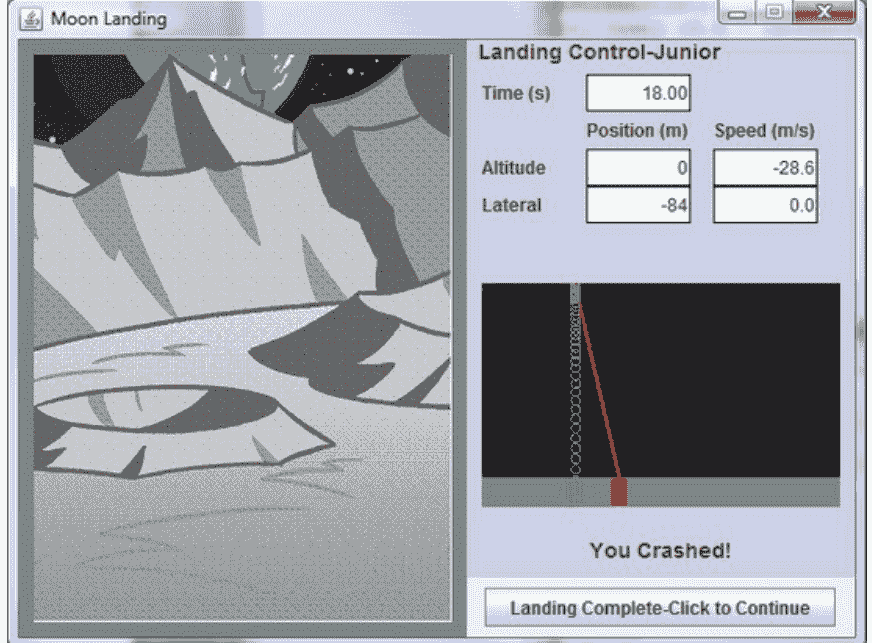 Moon Landing
Landing Control-Junior
Time (s) 18.00
Position (m) Speed (m/s)
Altitude 0 -28.6
Lateral -84 0.0
You Crashed!
Landing Complete-Click to Continue